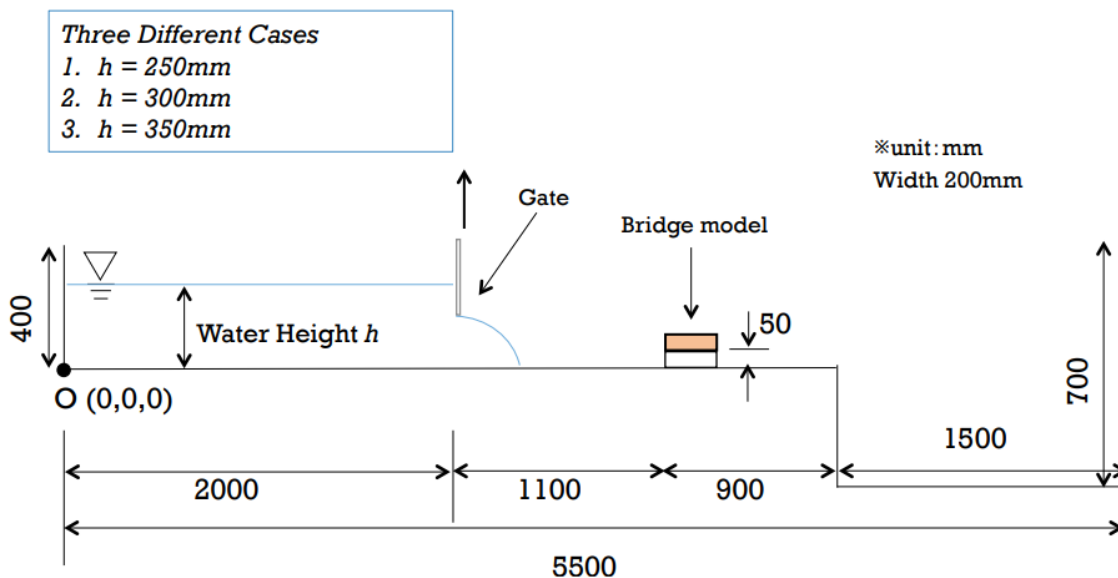 Three Different Cases
1. h = 250mm
2. h = 300mm
3. h = 350mm
※unit:mm
Width 200mm
Gate
Bridge model
400
Water Height h
50
700
O (0,0,0)
1500
2000
1100
900
5500